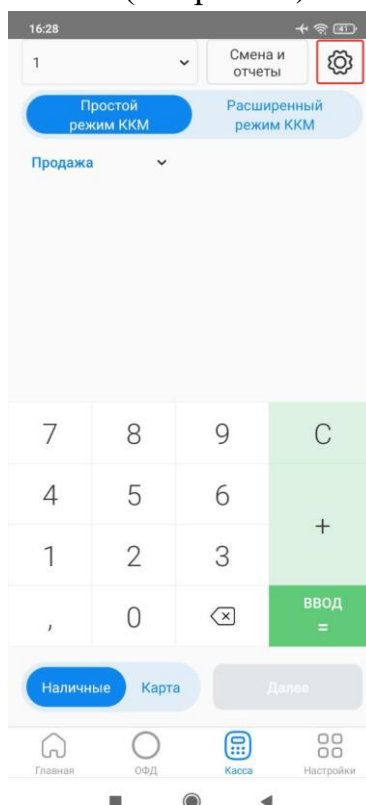 16:28
41
1
Смена и
отчеты
Простой
режим ККМ
Расширенный
режим ККМ
Продажа
7 8 9 C
4 5 6
+
1 2 3
, 0
ВВОД
=
Наличные Карта Далее
Главная ОФД Касса Настройки